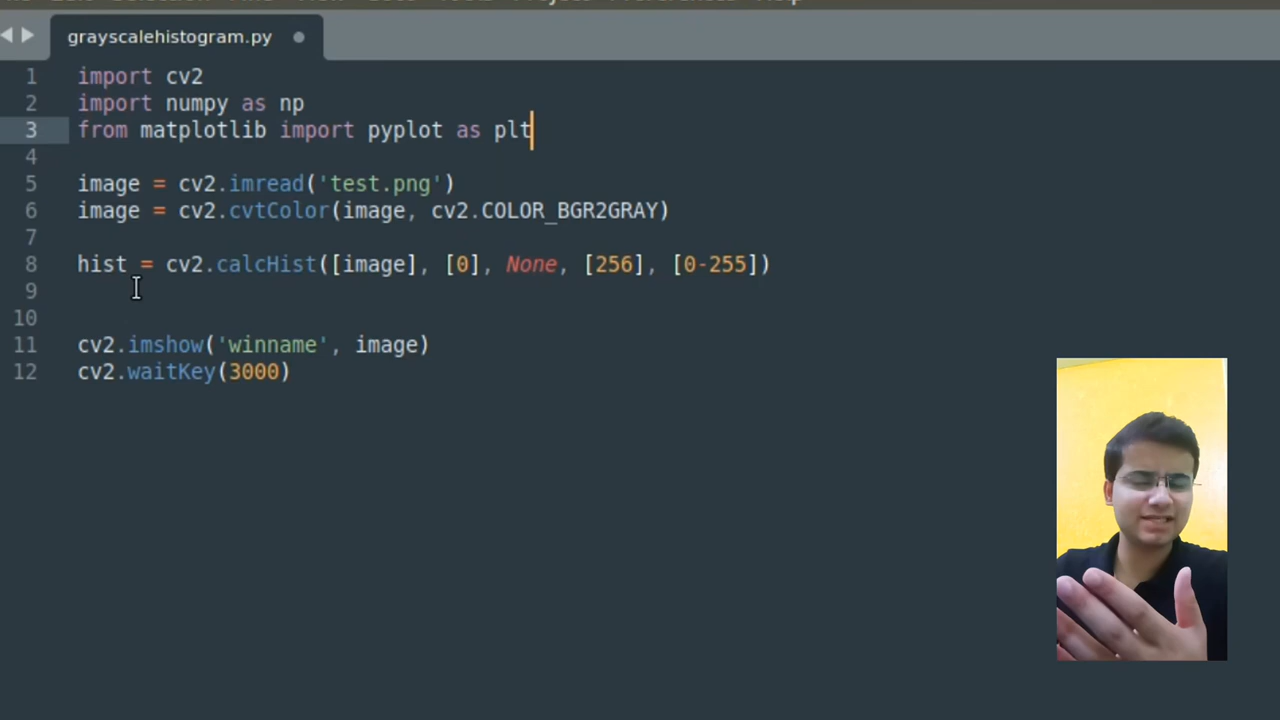 grayscalehistogram.py
1 import cv2
2 import numpy as np
3 from matplotlib import pyplot as plt
4
5 image = cv2.imread('test.png')
6 image = cv2.cvtColor(image, cv2.COLOR_BGR2GRAY)
7
8 hist = cv2.calcHist([image], [0], None, [256], [0-255])
9
10
11 cv2.imshow('winname', image)
12 cv2.waitKey(3000)